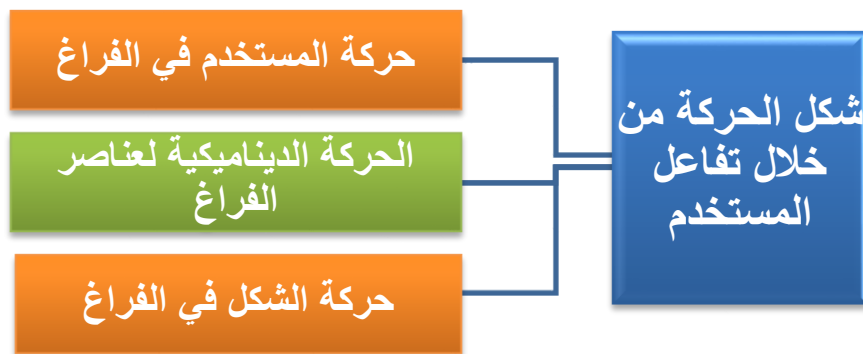 شكل الحركة من
خلال تفاعل
المستخدم
حركة المستخدم في الفراغ
الحركة الديناميكية لعناصر
الفراغ
حركة الشكل في الفراغ